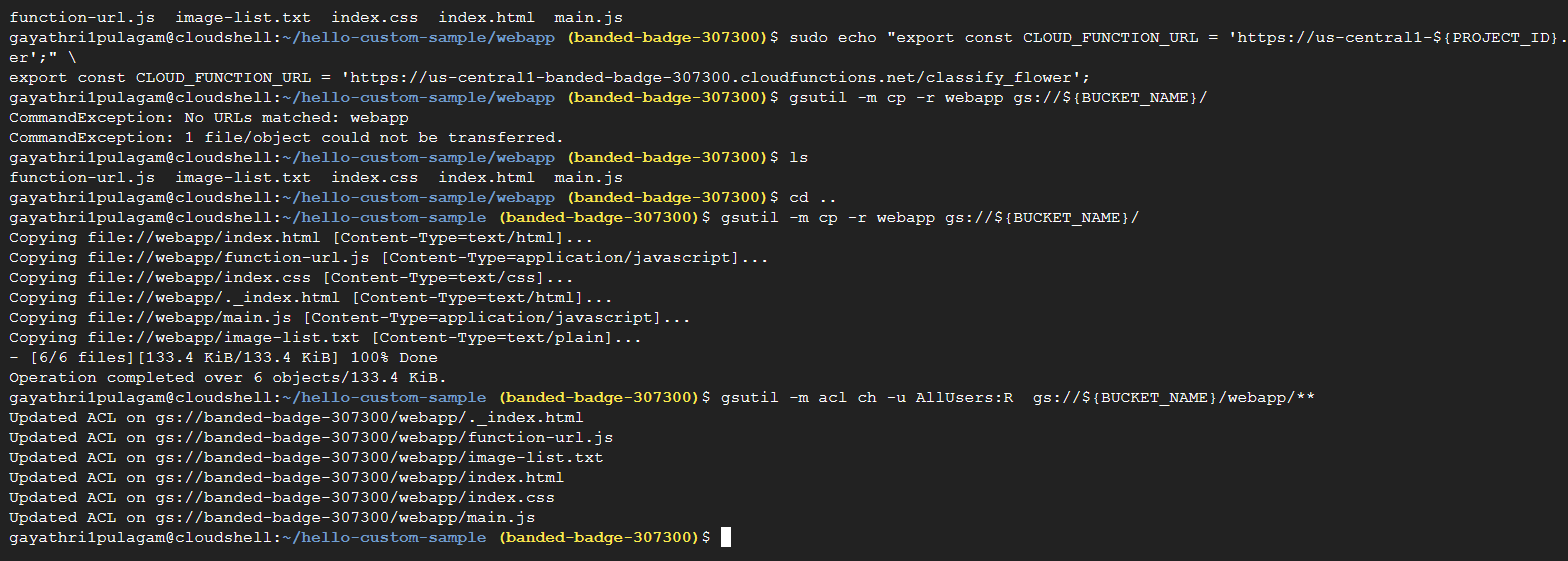 function-url.js  image-list.txt  index.css  index.html  main.js
gayathri1pulagam@cloudshell:~/hello-custom-sample/webapp (banded-badge-307300)$ sudo echo "export const CLOUD_FUNCTION_URL = 'https://us-central1-${PROJECT_ID}.
er';" \
export const CLOUD_FUNCTION_URL = 'https://us-central1-banded-badge-307300.cloudfunctions.net/classify_flower';
gayathri1pulagam@cloudshell:~/hello-custom-sample/webapp (banded-badge-307300)$ gsutil -m cp -r webapp gs://${BUCKET_NAME}/
CommandException: No URLs matched: webapp
CommandException: 1 file/object could not be transferred.
gayathri1pulagam@cloudshell:~/hello-custom-sample/webapp (banded-badge-307300)$ ls
function-url.js  image-list.txt  index.css  index.html  main.js
gayathri1pulagam@cloudshell:~/hello-custom-sample/webapp (banded-badge-307300)$ cd ..
gayathri1pulagam@cloudshell:~/hello-custom-sample (banded-badge-307300)$ gsutil -m cp -r webapp gs://${BUCKET_NAME}/
Copying file://webapp/index.html [Content-Type=text/html]...
Copying file://webapp/function-url.js [Content-Type=application/javascript]...
Copying file://webapp/index.css [Content-Type=text/css]...
Copying file://webapp/._index.html [Content-Type=text/html]...
Copying file://webapp/main.js [Content-Type=application/javascript]...
Copying file://webapp/image-list.txt [Content-Type=text/plain]...
- [6/6 files][133.4 KiB/133.4 KiB] 100% Done
Operation completed over 6 objects/133.4 KiB.
gayathri1pulagam@cloudshell:~/hello-custom-sample (banded-badge-307300)$ gsutil -m acl ch -u AllUsers:R  gs://${BUCKET_NAME}/webapp/**
Updated ACL on gs://banded-badge-307300/webapp/._index.html
Updated ACL on gs://banded-badge-307300/webapp/function-url.js
Updated ACL on gs://banded-badge-307300/webapp/image-list.txt
Updated ACL on gs://banded-badge-307300/webapp/index.html
Updated ACL on gs://banded-badge-307300/webapp/index.css
Updated ACL on gs://banded-badge-307300/webapp/main.js
gayathri1pulagam@cloudshell:~/hello-custom-sample (banded-badge-307300)$